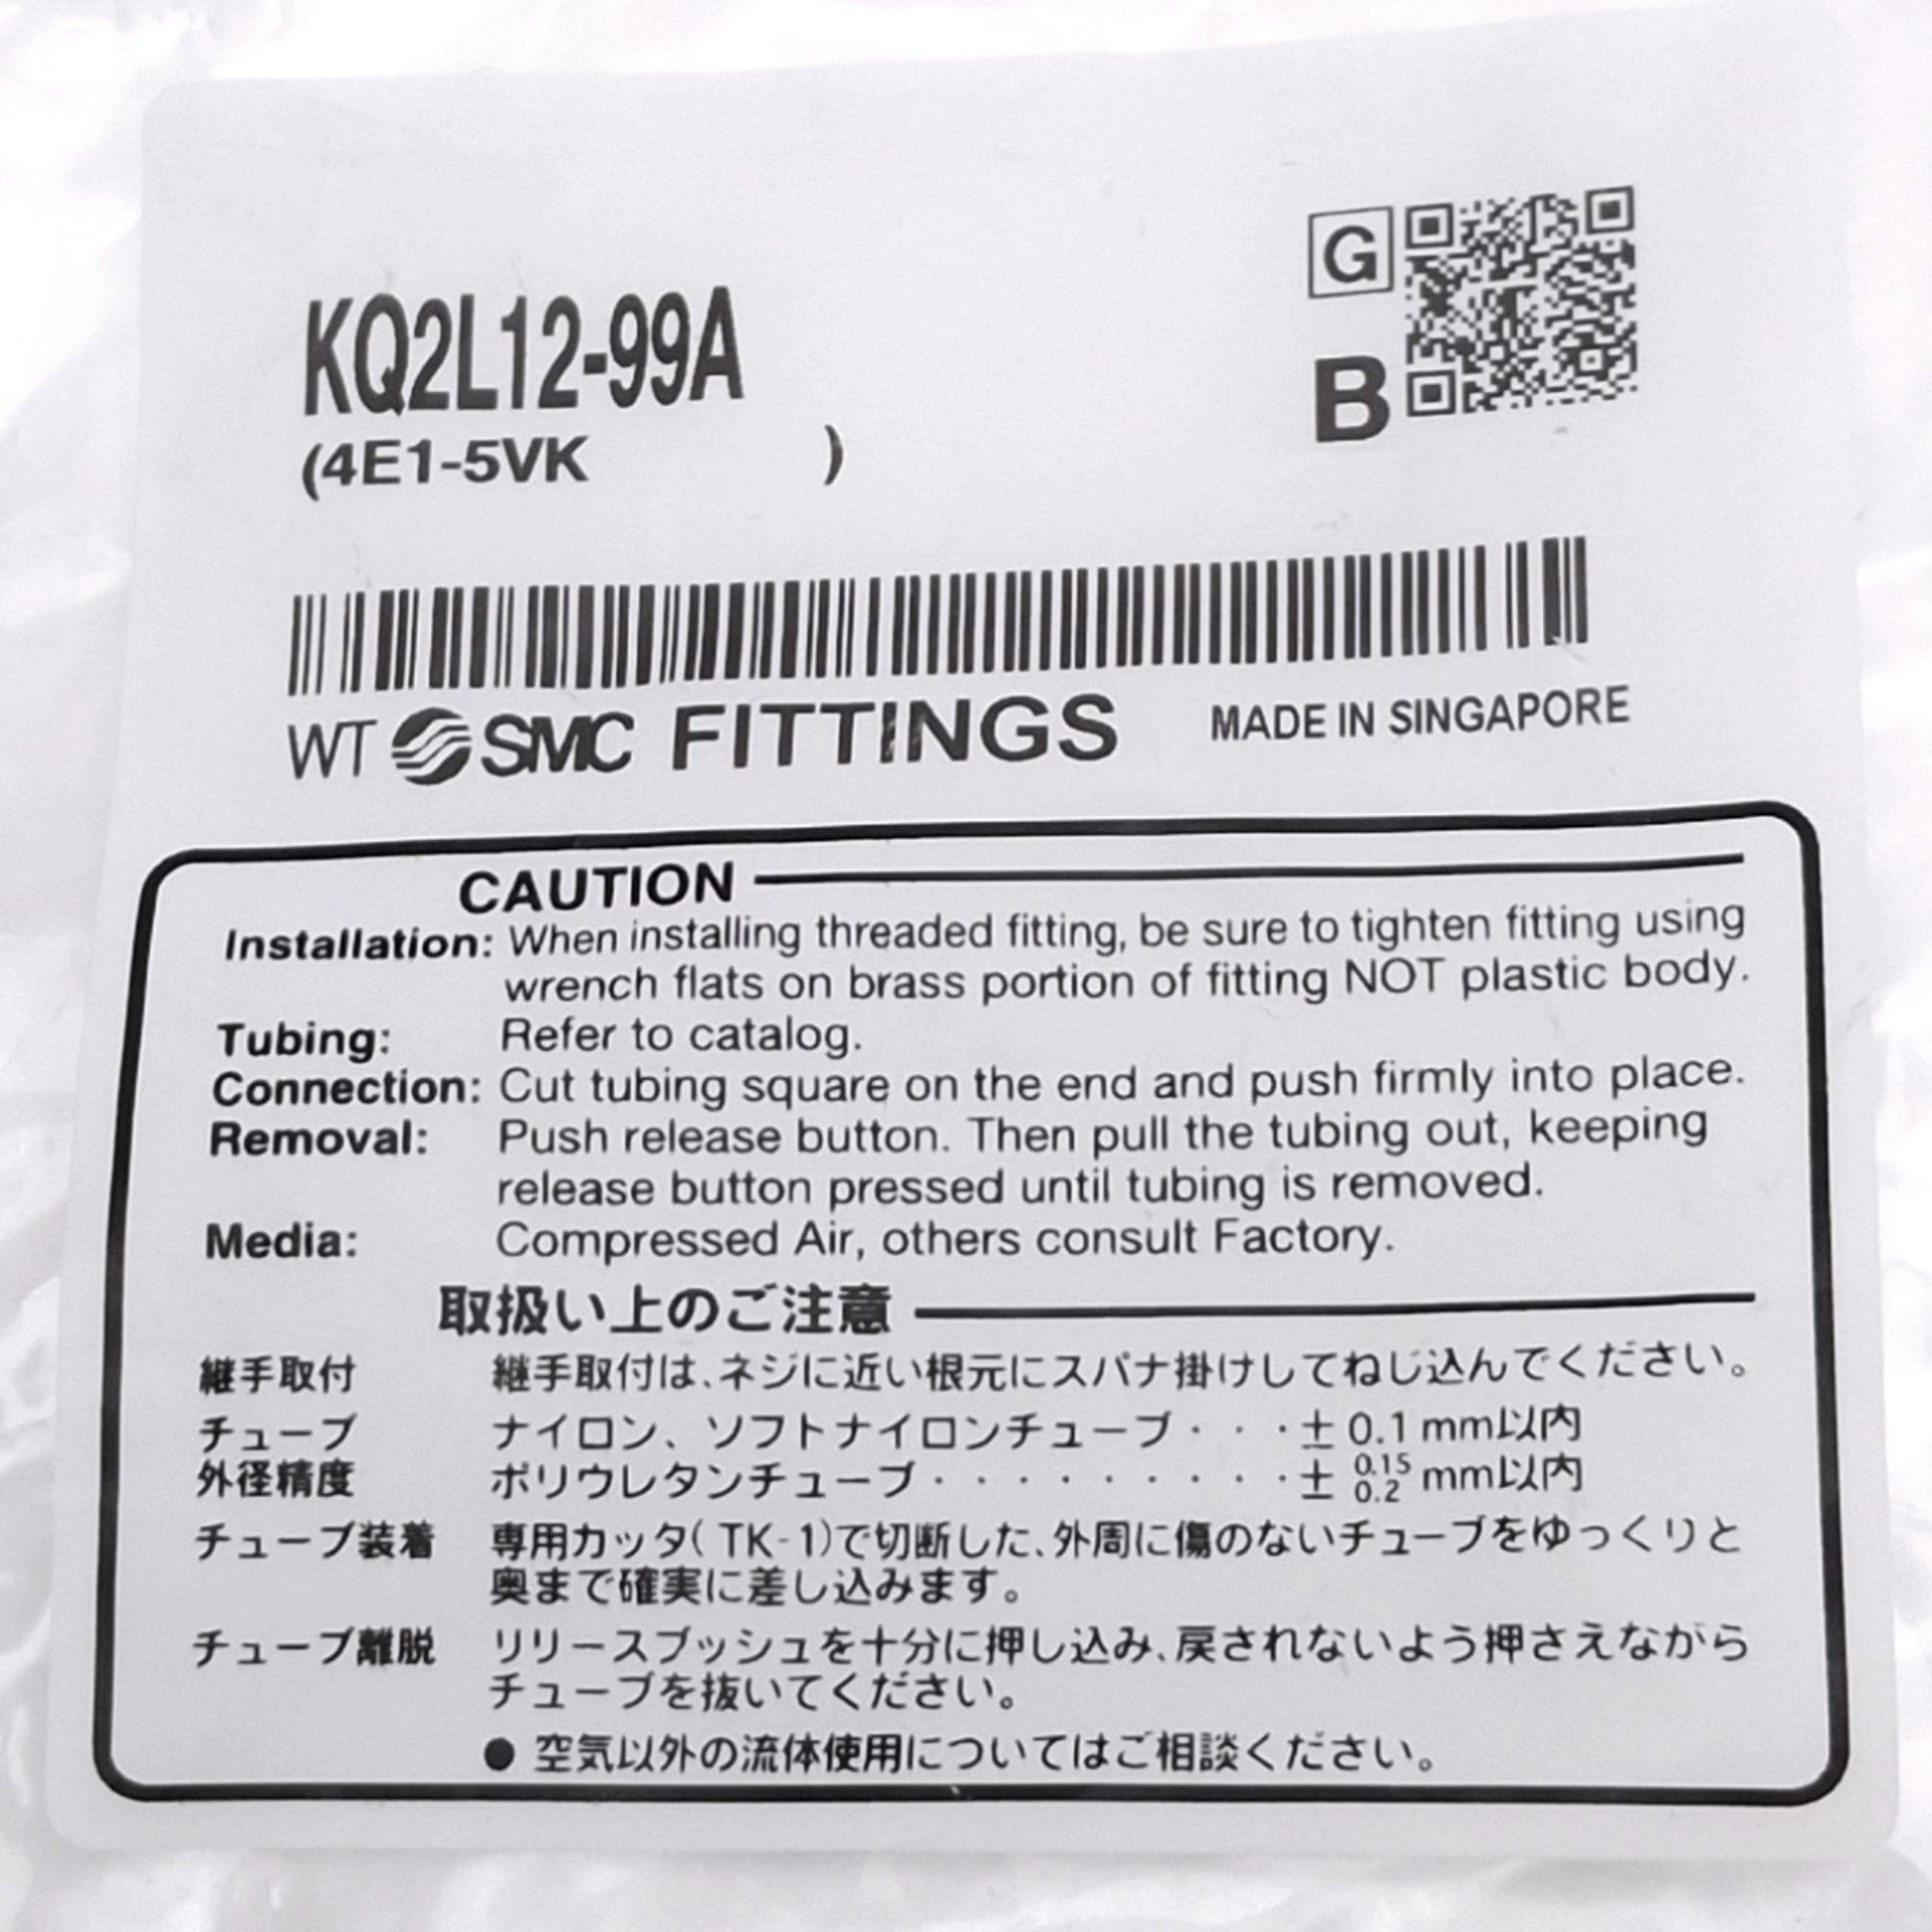 KQ2L12-99A
(4E1-5VK )
G
B
WT SMC FITTINGS MADE IN SINGAPORE
CAUTION
Installation: When installing threaded fitting, be sure to tighten fitting using
wrench flats on brass portion of fitting NOT plastic body.
Tubing: Refer to catalog.
Connection: Cut tubing square on the end and push firmly into place.
Removal: Push release button. Then pull the tubing out, keeping
release button pressed until tubing is removed.
Media: Compressed Air, others consult Factory.
取扱い上のご注意
継手取付 継手取付は、ネジに近い根元にスパナ掛けしてねじ込んでください。
チューブ ナイロン、ソフトナイロンチューブ・・・± 0.1 mm以内
外径精度 ポリウレタンチューブ・・・・・・・・・± 0.15 0.2 mm以内
チューブ装着 専用カッタ(TK-1)で切断した、外周に傷のないチューブをゆっくりと
奥まで確実に差し込みます。
チューブ離脱 リリースブッシュを十分に押し込み、戻されないよう押さえながら
チューブを抜いてください。
● 空気以外の流体使用についてはご相談ください。